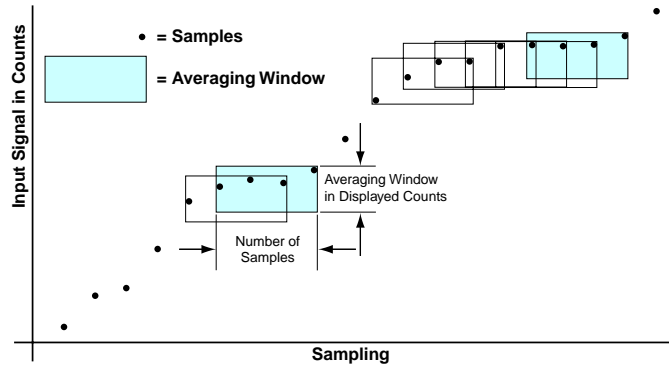 = Samples
= Averaging Window
Input Signal in Counts
Averaging Window
in Displayed Counts
Number of
Samples
Sampling